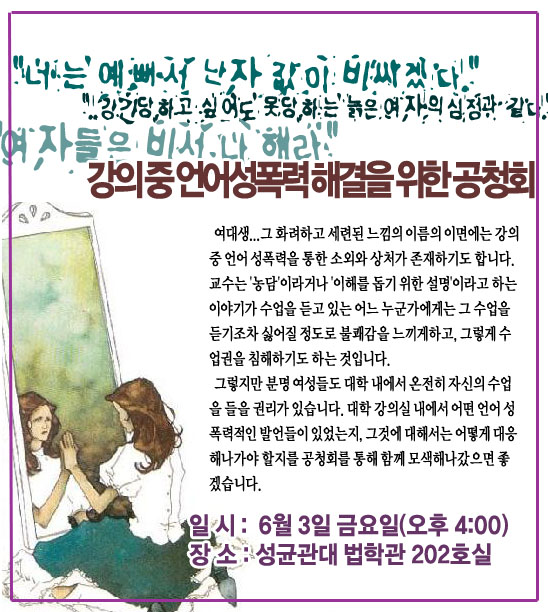 "너는 예뻐서 난자 값이 비싸겠다."
"..강간당하고 싶어도 못당하는 늙은 여자의 심정과 같다."
"여자들은 비서나 해라"
강의 중 언어성폭력 해결을 위한 공청회
여대생...그 화려하고 세련된 느낌의 이름의 이면에는 강의
중 언어 성폭력을 통한 소외와 상처가 존재하기도 합니다.
교수는 '농담'이라거나 '이해를 돕기 위한 설명'이라고 하는
이야기가 수업을 듣고 있는 어느 누군가에게는 그 수업을
듣기조차 싫어질 정도로 불쾌감을 느끼게하고, 그렇게 수
업권을 침해하기도 하는 것입니다.
그렇지만 분명 여성들도 대학 내에서 온전히 자신의 수업
을 들을 권리가 있습니다. 대학 강의실 내에서 어떤 언어 성
폭력적인 발언들이 있었는지, 그것에 대해서는 어떻게 대응
해나가야 할지를 공청회를 통해 함께 모색해나갔으면 좋
겠습니다.
일 시 : 6월 3일 금요일(오후 4:00)
장 소 : 성균관대 법학관 202호실